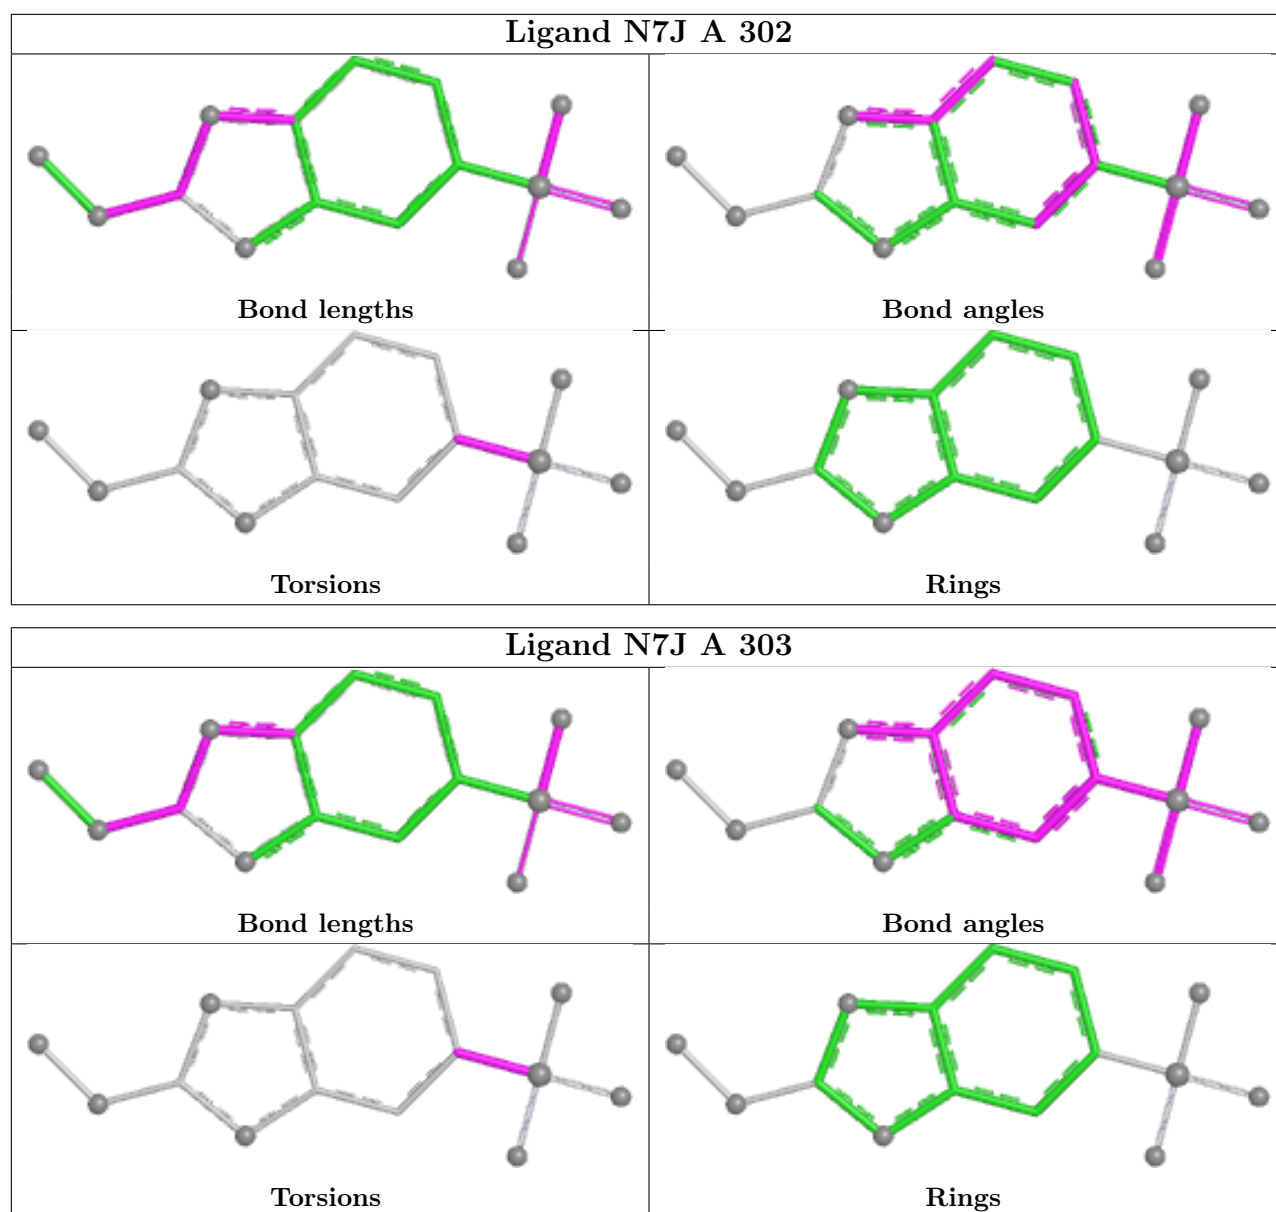 Ligand N7J A 302
Bond lengths
Bond angles
Torsions
Rings
Ligand N7J A 303
Bond lengths
Bond angles
Torsions
Rings